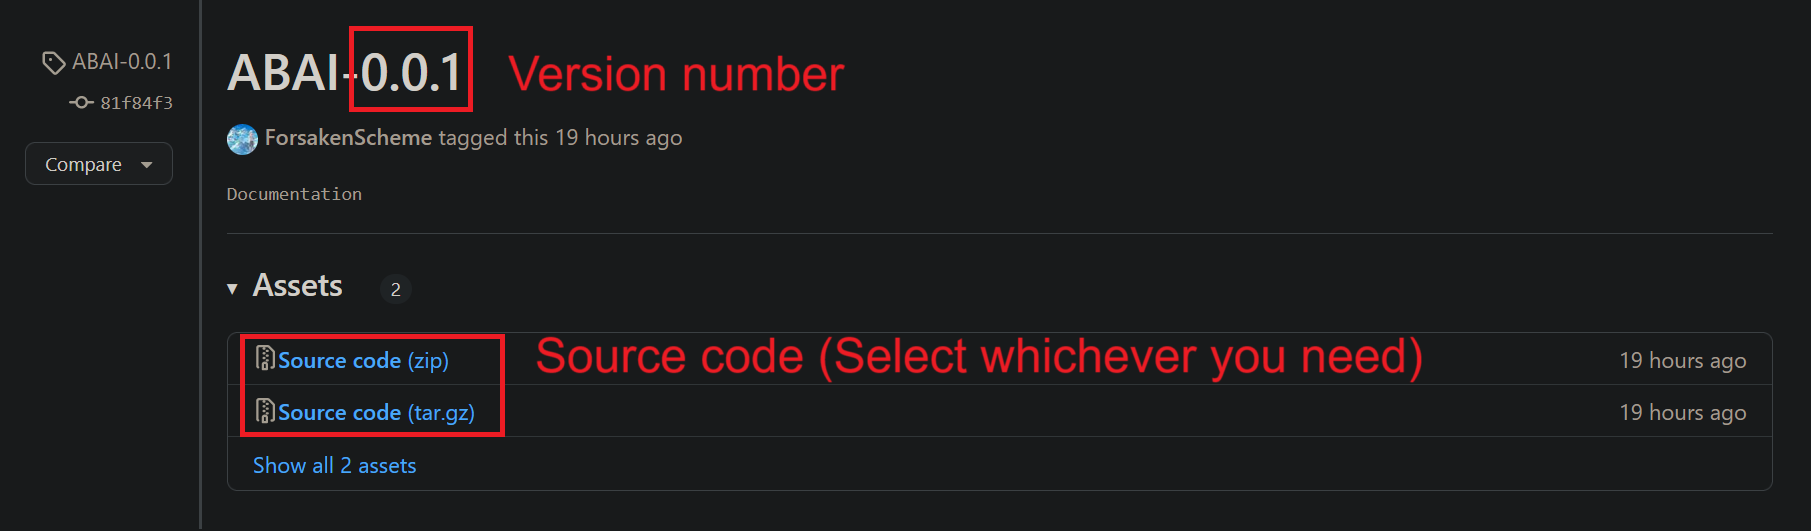 ABAI-0.0.1
81f84f3
Compare
ABAI-0.0.1 Version number
ForsakenScheme tagged this 19 hours ago
Documentation
Assets 2
Source code (zip) Source code (Select whichever you need) 19 hours ago
Source code (tar.gz) 19 hours ago
Show all 2 assets